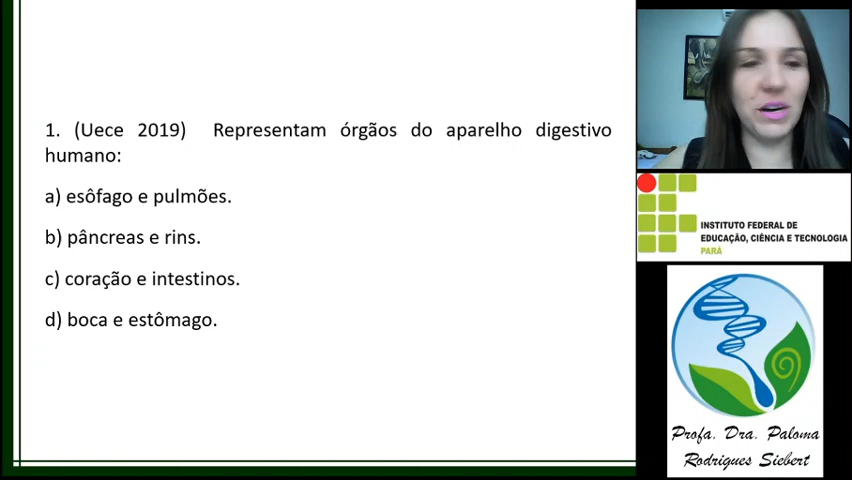 1. (Uece 2019) Representam órgãos do aparelho digestivo
humano:
a) esôfago e pulmões.
b) pâncreas e rins.
c) coração e intestinos.
d) boca e estômago.
INSTITUTO FEDERAL DE
EDUCAÇÃO, CIÊNCIA E TECNOLOGIA
PARÁ
Profa. Dra. Paloma
Rodrigues Siebert